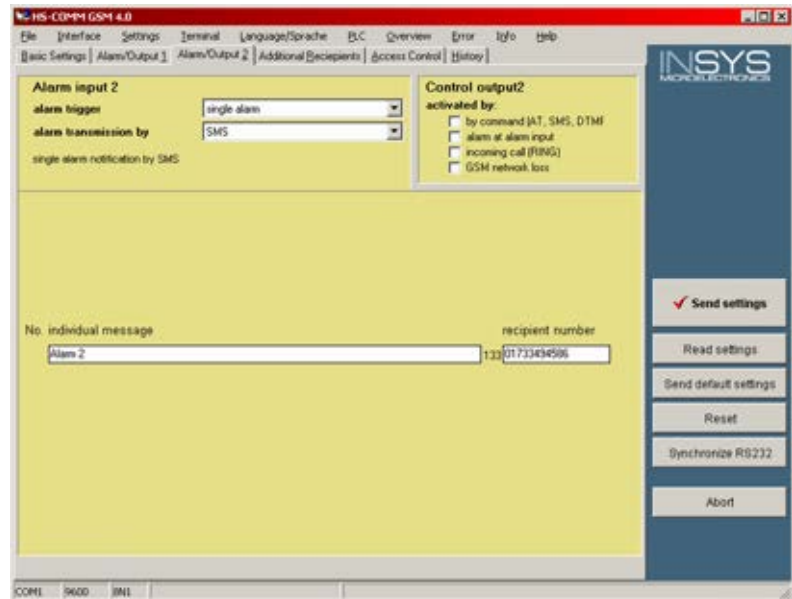 HS-COMM GSM 4.0
File Interface Settings Terminal Language/Sprache PLC Overview Error Info Help
Basic Settings Alarm/Output 1 Alarm/Output 2 Additional Reciepients Access Control History
INSYS
MICROELECTRONICS
Alarm input 2
alarm trigger single alarm
alarm transmission by SMS
single alarm notification by SMS
Control output2
activated by:
by command (AT, SMS, DTMF
alarm at alarm input
incoming call (RING)
GSM network loss
No. individual message recipient number
Alarm 2 133 01733494586
Send settings
Read settings
Send default settings
Reset
Synchronize RS232
Abort
COM1 9600 8N1